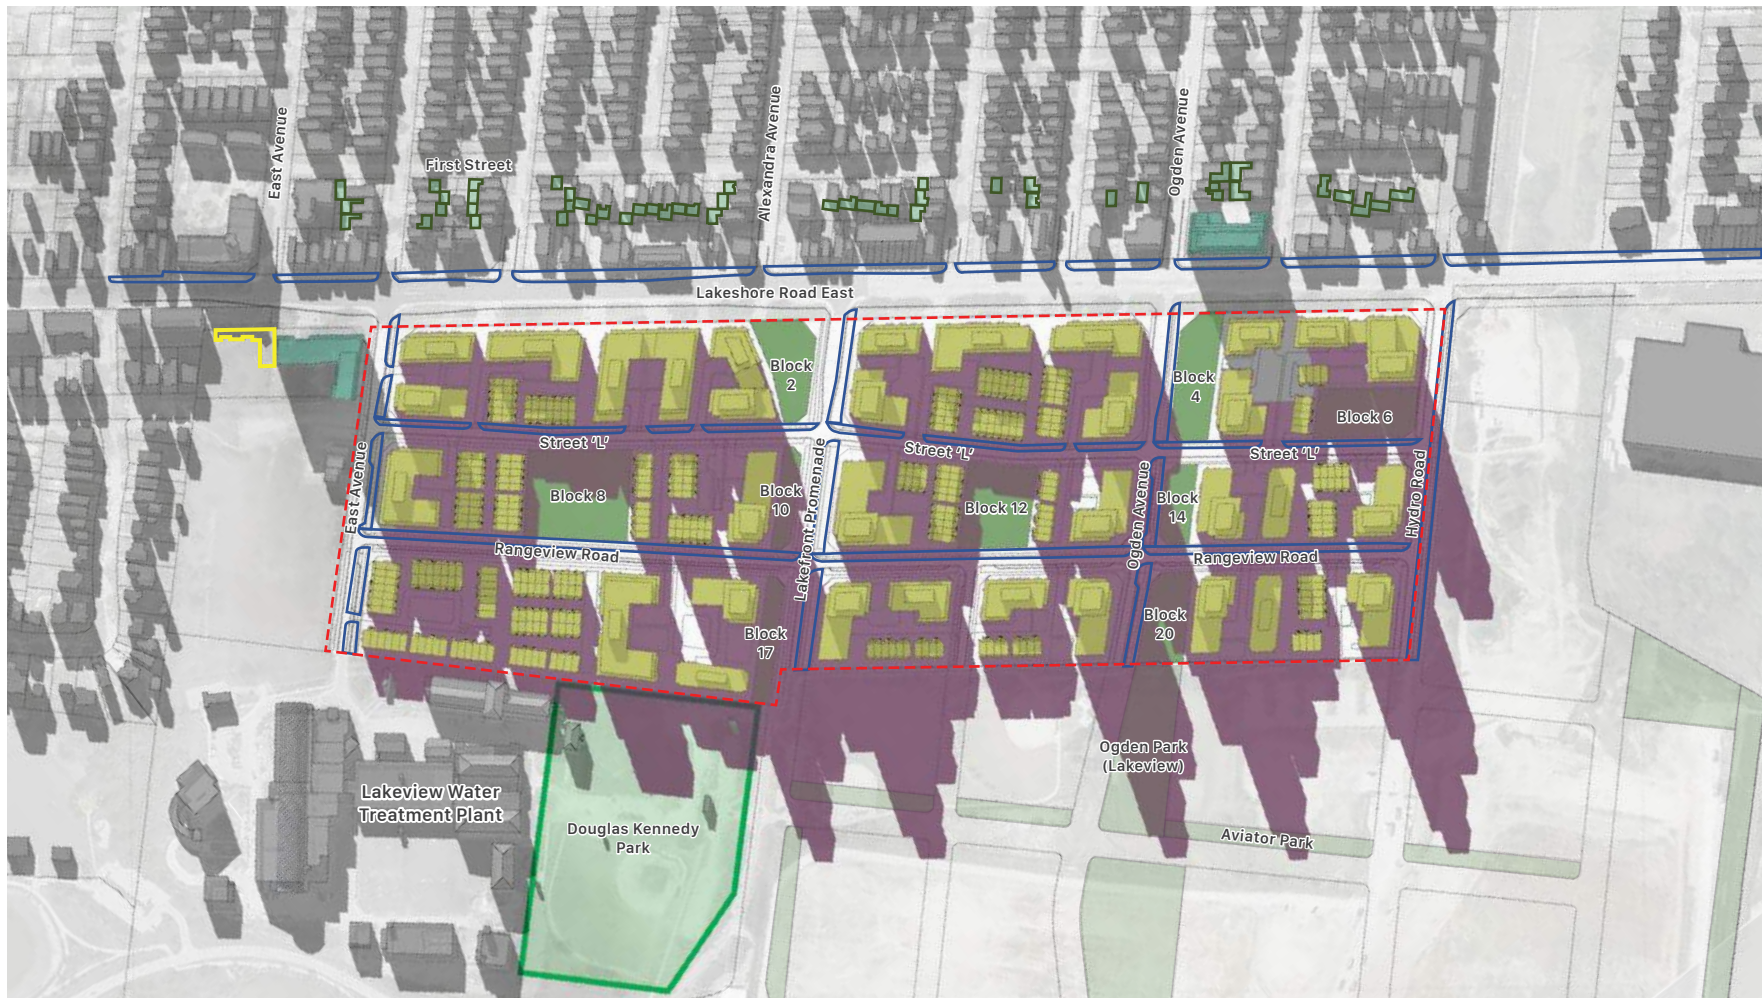 East Avenue
First Street
Alexandra Avenue
Ogden Avenue
Lakeshore Road East
Block
2
Block
4
Block 6
Street ‘L’
Street ‘L’
Street ‘L’
East Avenue
Block 8
Block
10
Lakefront Promenade
Block 12
Ogden Avenue
Block
14
Hydro Road
Rangeview Road
Rangeview Road
Block
17
Block
20
Ogden Park
(Lakeview)
Lakeview Water
Treatment Plant
Douglas Kennedy
Park
Aviator Park